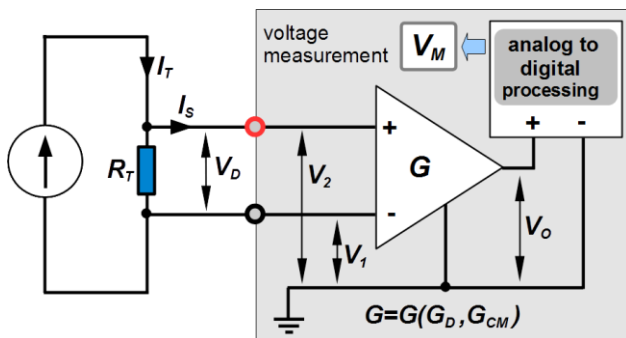 voltage
measurement
V_M
analog to
digital
processing
+ -
I_T
I_S
R_T
V_D
+
G
-
V_2
V_1
V_O
G=G(G_D,G_CM)